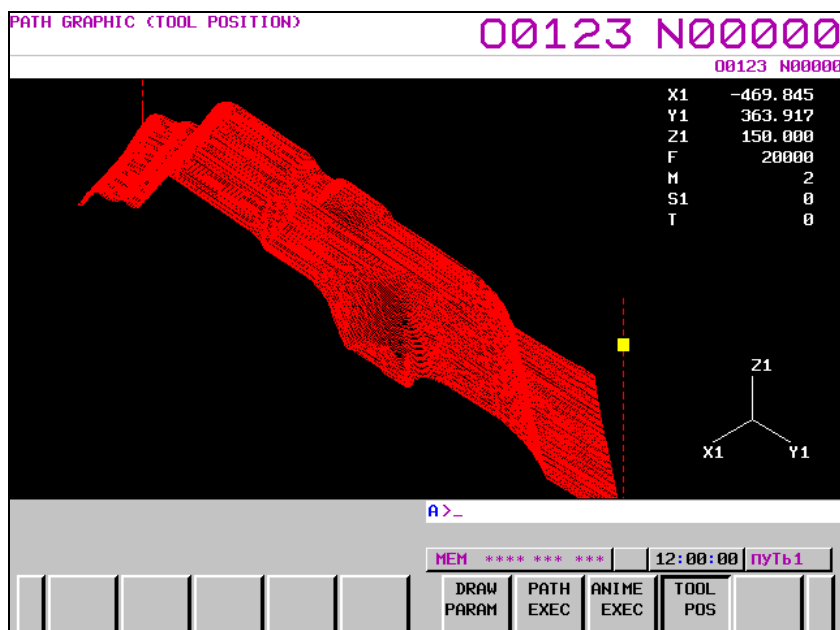 PATH GRAPHIC (TOOL POSITION)
O0123 N00000
O0123 N00000
X1 -469.845
Y1 363.917
Z1 150.000
F 20000
M 2
S1 0
T 0
Z1
X1 Y1
A>_
MEM **** *** *** 12:00:00 ПУТЬ1
DRAW PARAM
PATH EXEC
ANIME EXEC
TOOL POS